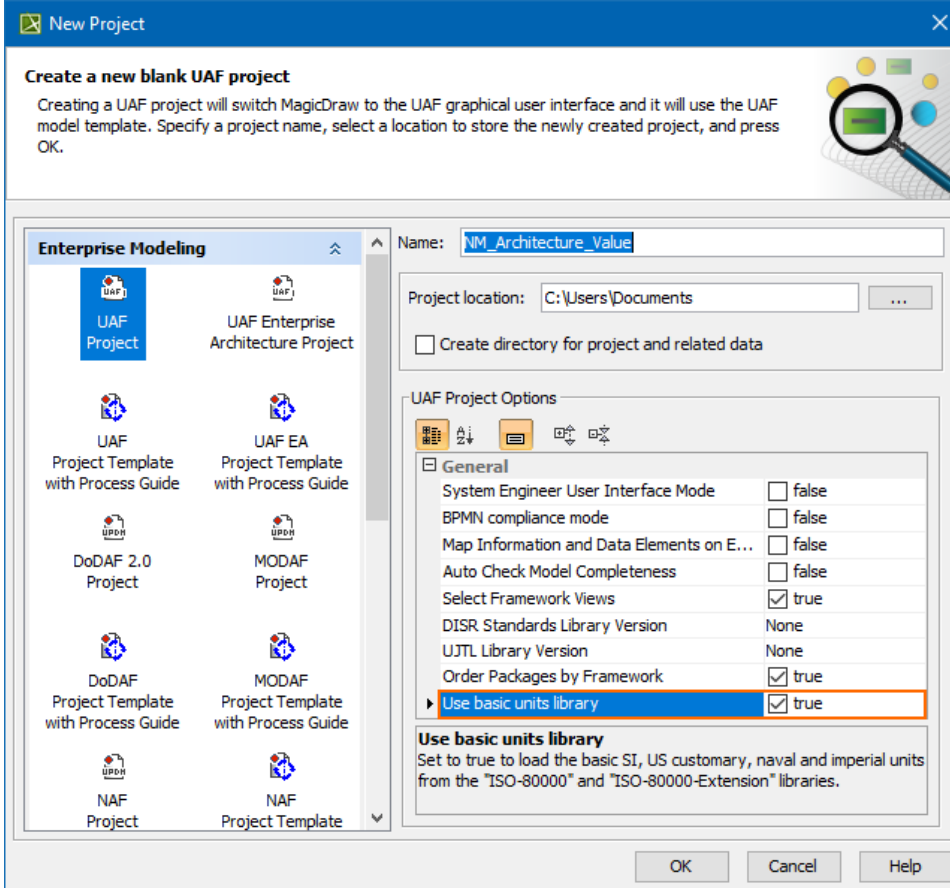 New Project
Create a new blank UAF project
Creating a UAF project will switch MagicDraw to the UAF graphical user interface and it will use the UAF
model template. Specify a project name, select a location to store the newly created project, and press
OK.
Enterprise Modeling
UAF
Project
UAF Enterprise
Architecture Project
UAF
Project Template
with Process Guide
UAF EA
Project Template
with Process Guide
DoDAF 2.0
Project
MODAF
Project
DoDAF
Project Template
with Process Guide
MODAF
Project Template
with Process Guide
NAF
Project
NAF
Project Template
Name: NM_Architecture_Value
Project location: C:\Users\Documents ...
Create directory for project and related data
UAF Project Options
General
System Engineer User Interface Mode false
BPMN compliance mode false
Map Information and Data Elements on E... false
Auto Check Model Completeness false
Select Framework Views true
DISR Standards Library Version None
UJTL Library Version None
Order Packages by Framework true
Use basic units library true
Use basic units library
Set to true to load the basic SI, US customary, naval and imperial units
from the "ISO-80000" and "ISO-80000-Extension" libraries.
OK Cancel Help